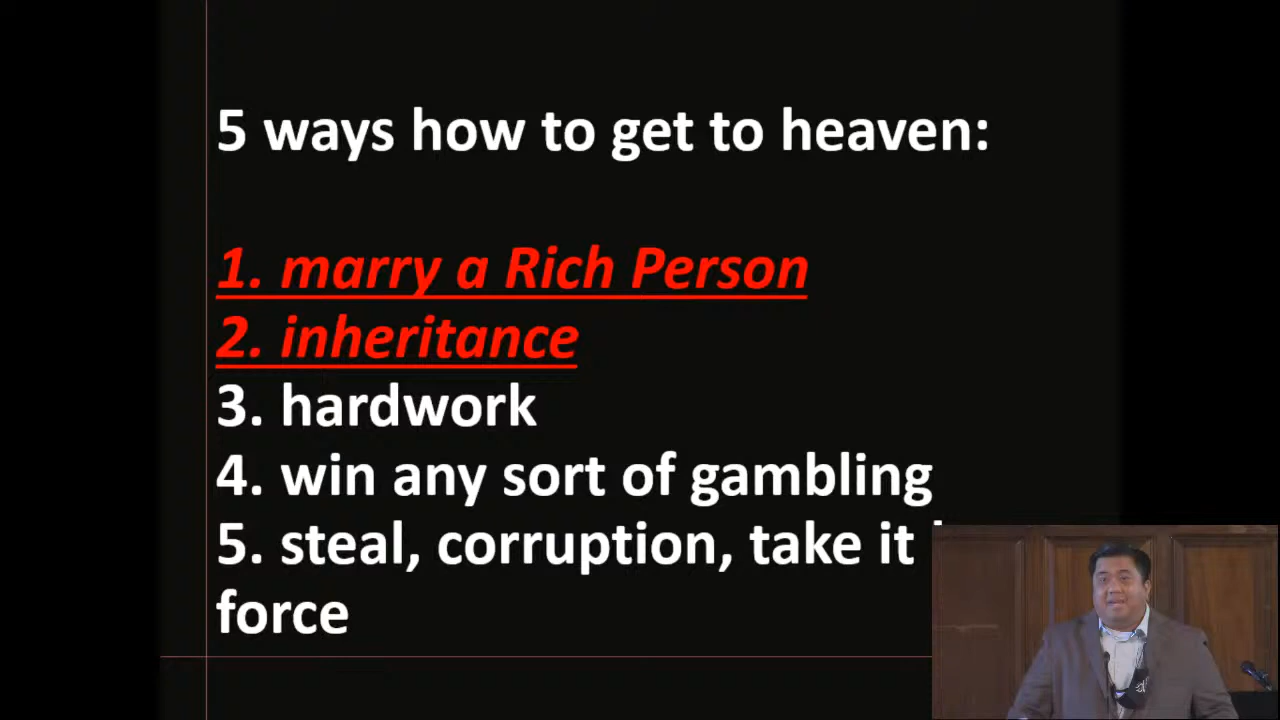 5 ways how to get to heaven:
1. marry a Rich Person
2. inheritance
3. hardwork
4. win any sort of gambling
5. steal, corruption, take it
force